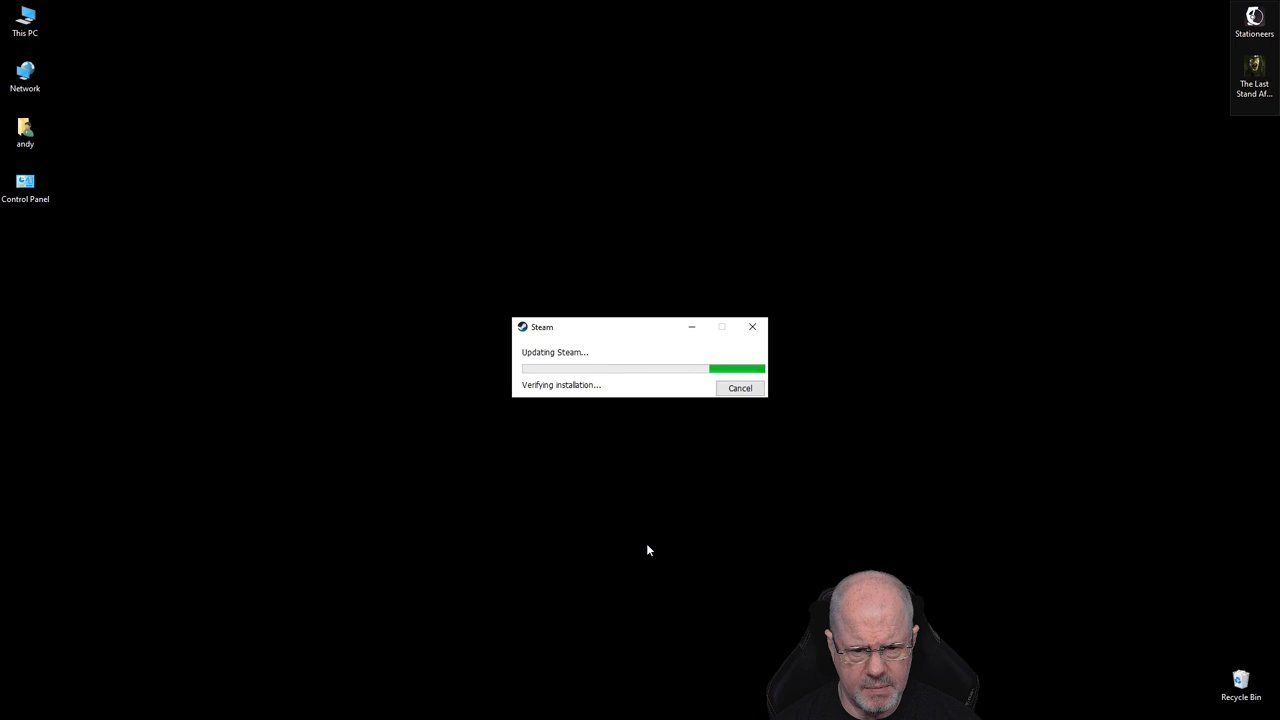 This PC
Network
andy
Control Panel
Stationeers
The Last
Stand Af...
Steam
Updating Steam...
Verifying installation...
Cancel
Recycle Bin